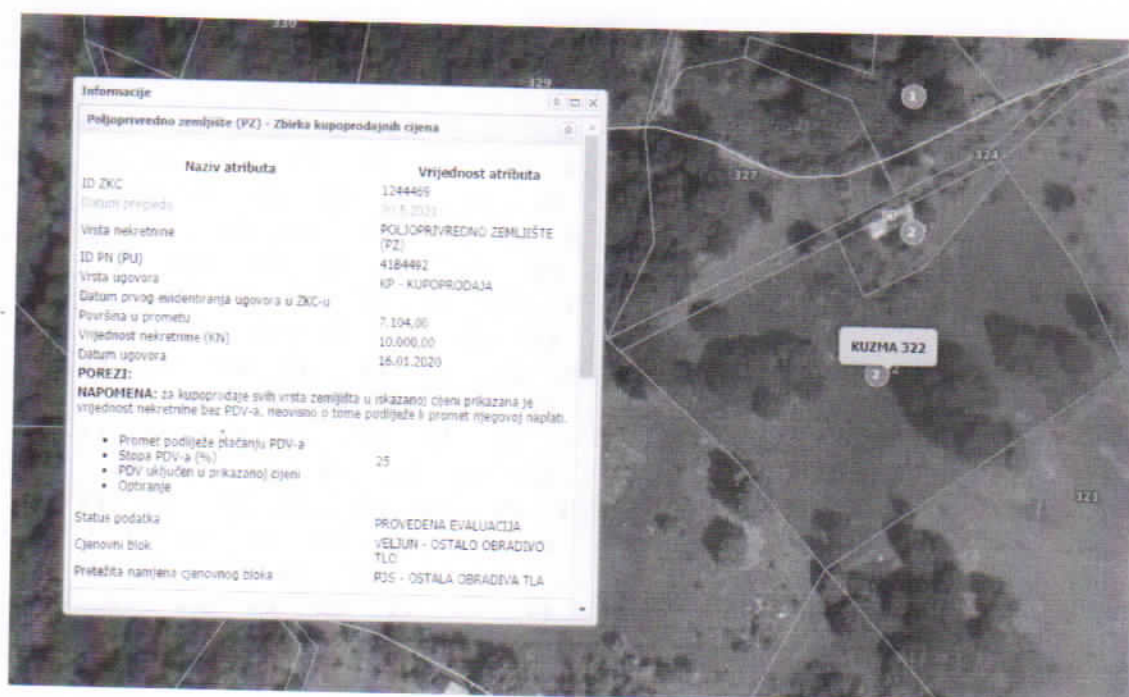 330
329
Informacije
Poljoprivredno zemljište (PZ) - Zbirka kupoprodajnih cijena
Naziv atributa Vrijednost atributa
ID ZKC 1244469
Datum pregleda
Vrsta nekretnine POLJOPRIVREDNO ZEMLJIŠTE
(PZ)
ID PN (PU) 4184492
Vrsta ugovora KP - KUPOPRODAJA
Datum prvog evidentiranja ugovora u ZKC-u
Površina u prometu 7.104,00
Vrijednost nekretnine (KN) 10.000,00
Datum ugovora 16.01.2020
POREZI:
NAPOMENA: za kupoprodaje svih vrsta zemljišta u iskazanoj cijeni prikazana je
vrijednost nekretnine bez PDV-a, neovisno o tome podliježe li promet njegovoj naplati.
• Promet podliježe plaćanju PDV-a
• Stopa PDV-a (%) 25
• PDV uključen u prikazanoj cijeni
• Optiranje
Status podatka PROVEDENA EVALUACIJA
Cjenovni blok VELJUN - OSTALO OBRADIVO
TLO
Pretežita namjena cjenovnog bloka PJS - OSTALA OBRADIVA TLA
1
324
327
2
KUZMA 322
2
323